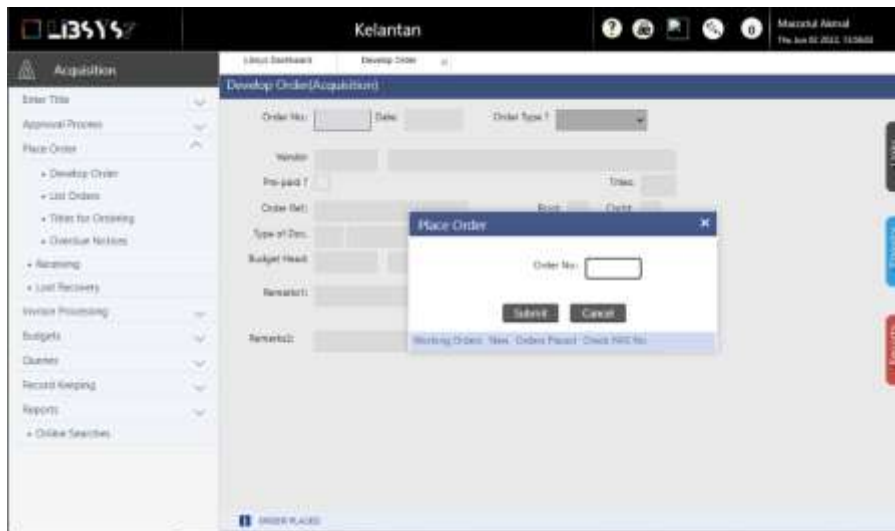 LiBSYS7
Kelantan
Acquisition
Libsys Dashboard
Develop Order
Develop Order(Acquisition)
Enter Title
Approval Process
Place Order
Develop Order
List Orders
Titles for Ordering
Overdue Notices
Receiving
Lost Recovery
Invoice Processing
Budgets
Queries
Record Keeping
Reports
Online Searches
Order No:
Date:
Order Type ?
Vendor
Pre-paid ?
Titles:
Order Ref:
Type of Doc.
Budget Head:
Remarks1:
Remarks2:
Place Order
Order No:
Submit
Cancel
Working Orders New Orders Placed
ORDER PLACED